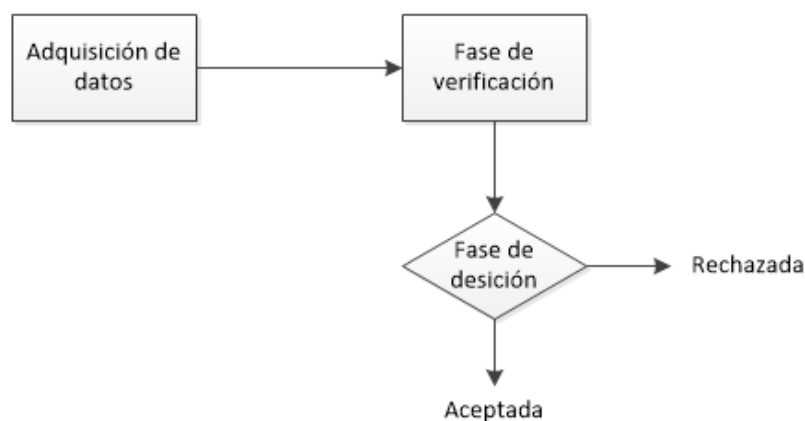 Adquisición de
datos
Fase de
verificación
Fase de
desición
Rechazada
Aceptada